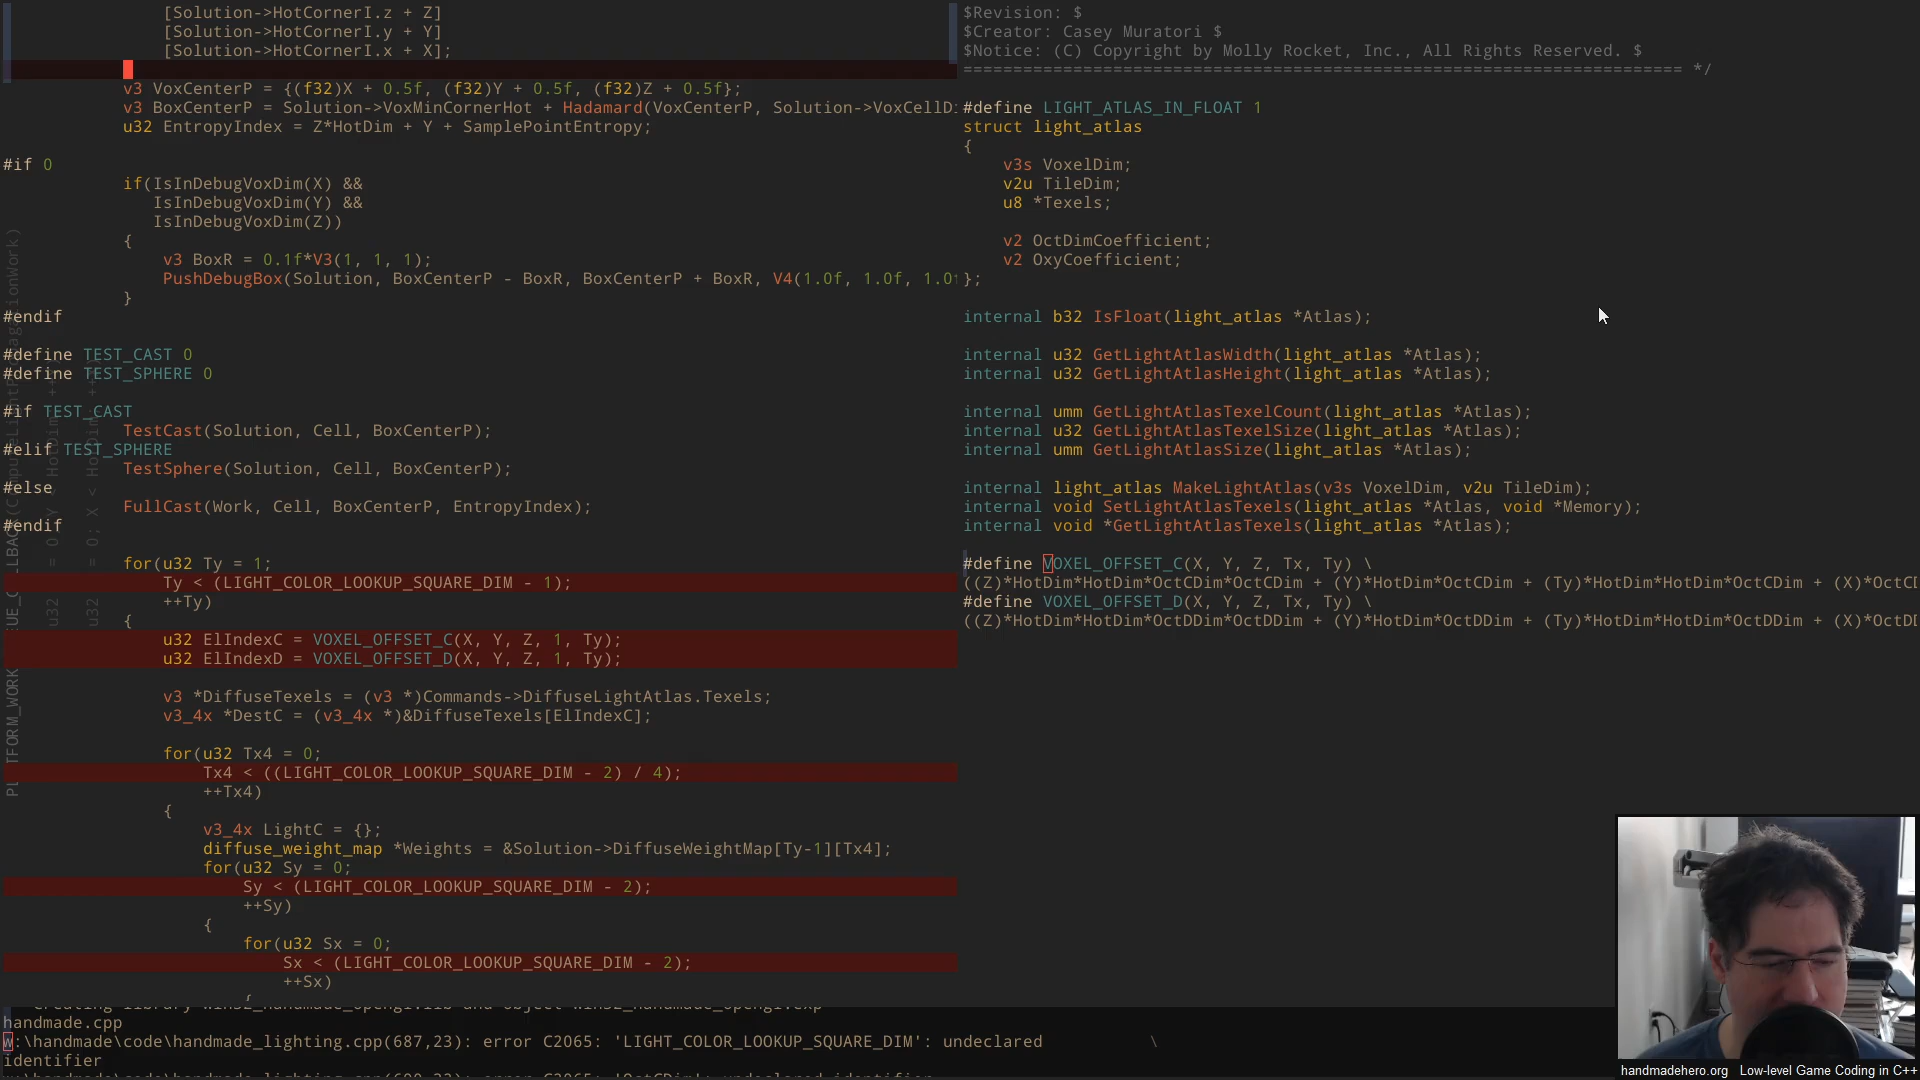 [Solution->HotCornerI.z + Z]
[Solution->HotCornerI.y + Y]
[Solution->HotCornerI.x + X];
v3 VoxCenterP = {(f32)X + 0.5f, (f32)Y + 0.5f, (f32)Z + 0.5f};
v3 BoxCenterP = Solution->VoxMinCornerHot + Hadamard(VoxCenterP, Solution->VoxCellD:
u32 EntropyIndex = Z*HotDim + Y + SamplePointEntropy;
#if 0
if(IsInDebugVoxDim(X) &&
IsInDebugVoxDim(Y) &&
IsInDebugVoxDim(Z))
{
v3 BoxR = 0.1f*V3(1, 1, 1);
PushDebugBox(Solution, BoxCenterP - BoxR, BoxCenterP + BoxR, V4(1.0f, 1.0f, 1.0f
}
#endif
#define TEST_CAST 0
#define TEST_SPHERE 0
#if TEST_CAST
TestCast(Solution, Cell, BoxCenterP);
#elif TEST_SPHERE
TestSphere(Solution, Cell, BoxCenterP);
#else
FullCast(Work, Cell, BoxCenterP, EntropyIndex);
#endif
for(u32 Ty = 1;
Ty < (LIGHT_COLOR_LOOKUP_SQUARE_DIM - 1);
++Ty)
{
u32 ElIndexC = VOXEL_OFFSET_C(X, Y, Z, 1, Ty);
u32 ElIndexD = VOXEL_OFFSET_D(X, Y, Z, 1, Ty);
v3 *DiffuseTexels = (v3 *)Commands->DiffuseLightAtlas.Texels;
v3_4x *DestC = (v3_4x *)&DiffuseTexels[ElIndexC];
for(u32 Tx4 = 0;
Tx4 < ((LIGHT_COLOR_LOOKUP_SQUARE_DIM - 2) / 4);
++Tx4)
{
v3_4x LightC = {};
diffuse_weight_map *Weights = &Solution->DiffuseWeightMap[Ty-1][Tx4];
for(u32 Sy = 0;
Sy < (LIGHT_COLOR_LOOKUP_SQUARE_DIM - 2);
++Sy)
{
for(u32 Sx = 0;
Sx < (LIGHT_COLOR_LOOKUP_SQUARE_DIM - 2);
++Sx)
{
$Revision: $
$Creator: Casey Muratori $
$Notice: (C) Copyright by Molly Rocket, Inc., All Rights Reserved. $
======================================================================== */
#define LIGHT_ATLAS_IN_FLOAT 1
struct light_atlas
{
v3s VoxelDim;
v2u TileDim;
u8 *Texels;
v2 OctDimCoefficient;
v2 OxyCoefficient;
};
internal b32 IsFloat(light_atlas *Atlas);
internal u32 GetLightAtlasWidth(light_atlas *Atlas);
internal u32 GetLightAtlasHeight(light_atlas *Atlas);
internal umm GetLightAtlasTexelCount(light_atlas *Atlas);
internal u32 GetLightAtlasTexelSize(light_atlas *Atlas);
internal umm GetLightAtlasSize(light_atlas *Atlas);
internal light_atlas MakeLightAtlas(v3s VoxelDim, v2u TileDim);
internal void SetLightAtlasTexels(light_atlas *Atlas, void *Memory);
internal void *GetLightAtlasTexels(light_atlas *Atlas);
#define VOXEL_OFFSET_C(X, Y, Z, Tx, Ty) \
((Z)*HotDim*HotDim*OctCDim*OctCDim + (Y)*HotDim*OctCDim + (Ty)*HotDim*HotDim*OctCDim + (X)*OctC
#define VOXEL_OFFSET_D(X, Y, Z, Tx, Ty) \
((Z)*HotDim*HotDim*OctDDim*OctDDim + (Y)*HotDim*OctDDim + (Ty)*HotDim*HotDim*OctDDim + (X)*OctD
handmade.cpp
w:\handmade\code\handmade_lighting.cpp(687,23): error C2065: 'LIGHT_COLOR_LOOKUP_SQUARE_DIM': undeclared \
identifier
handmadehero.org Low-level Game Coding in C++